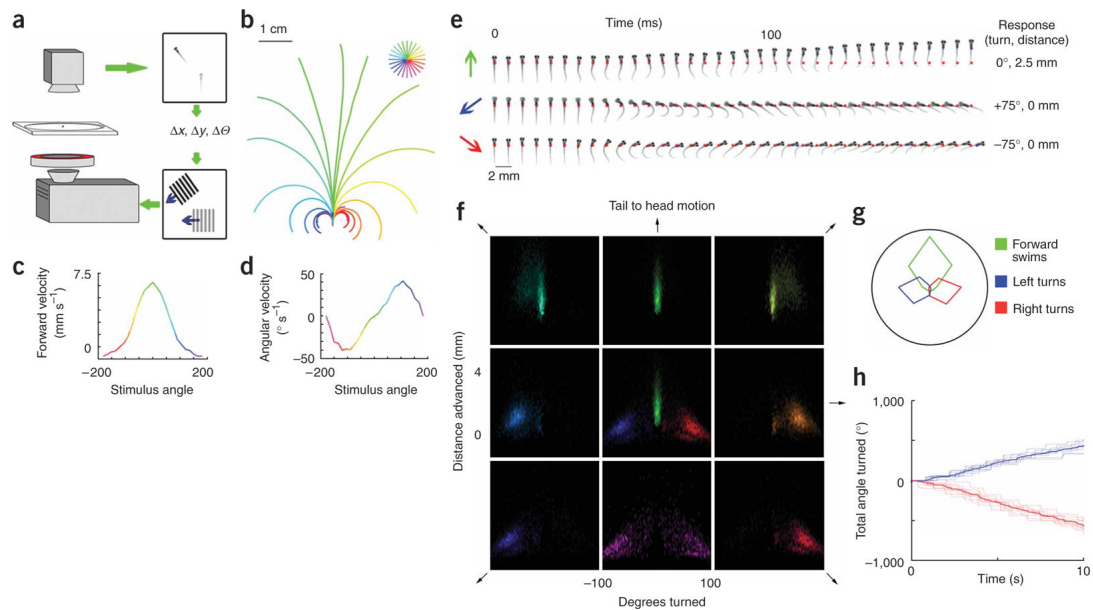 a
Δx, Δy, ΔΘ
b
1 cm
c
7.5
0
Forward velocity
(mm s⁻¹)
−200
200
Stimulus angle
d
50
0
−50
Angular velocity
(° s⁻¹)
−200
200
Stimulus angle
e
Time (ms)
0
100
Response
(turn, distance)
0°, 2.5 mm
+75°, 0 mm
−75°, 0 mm
2 mm
f
Tail to head motion
Distance advanced (mm)
4
0
−100
100
Degrees turned
g
Forward
swims
Left turns
Right turns
h
1,000
0
−1,000
Total angle turned (°)
0
10
Time (s)